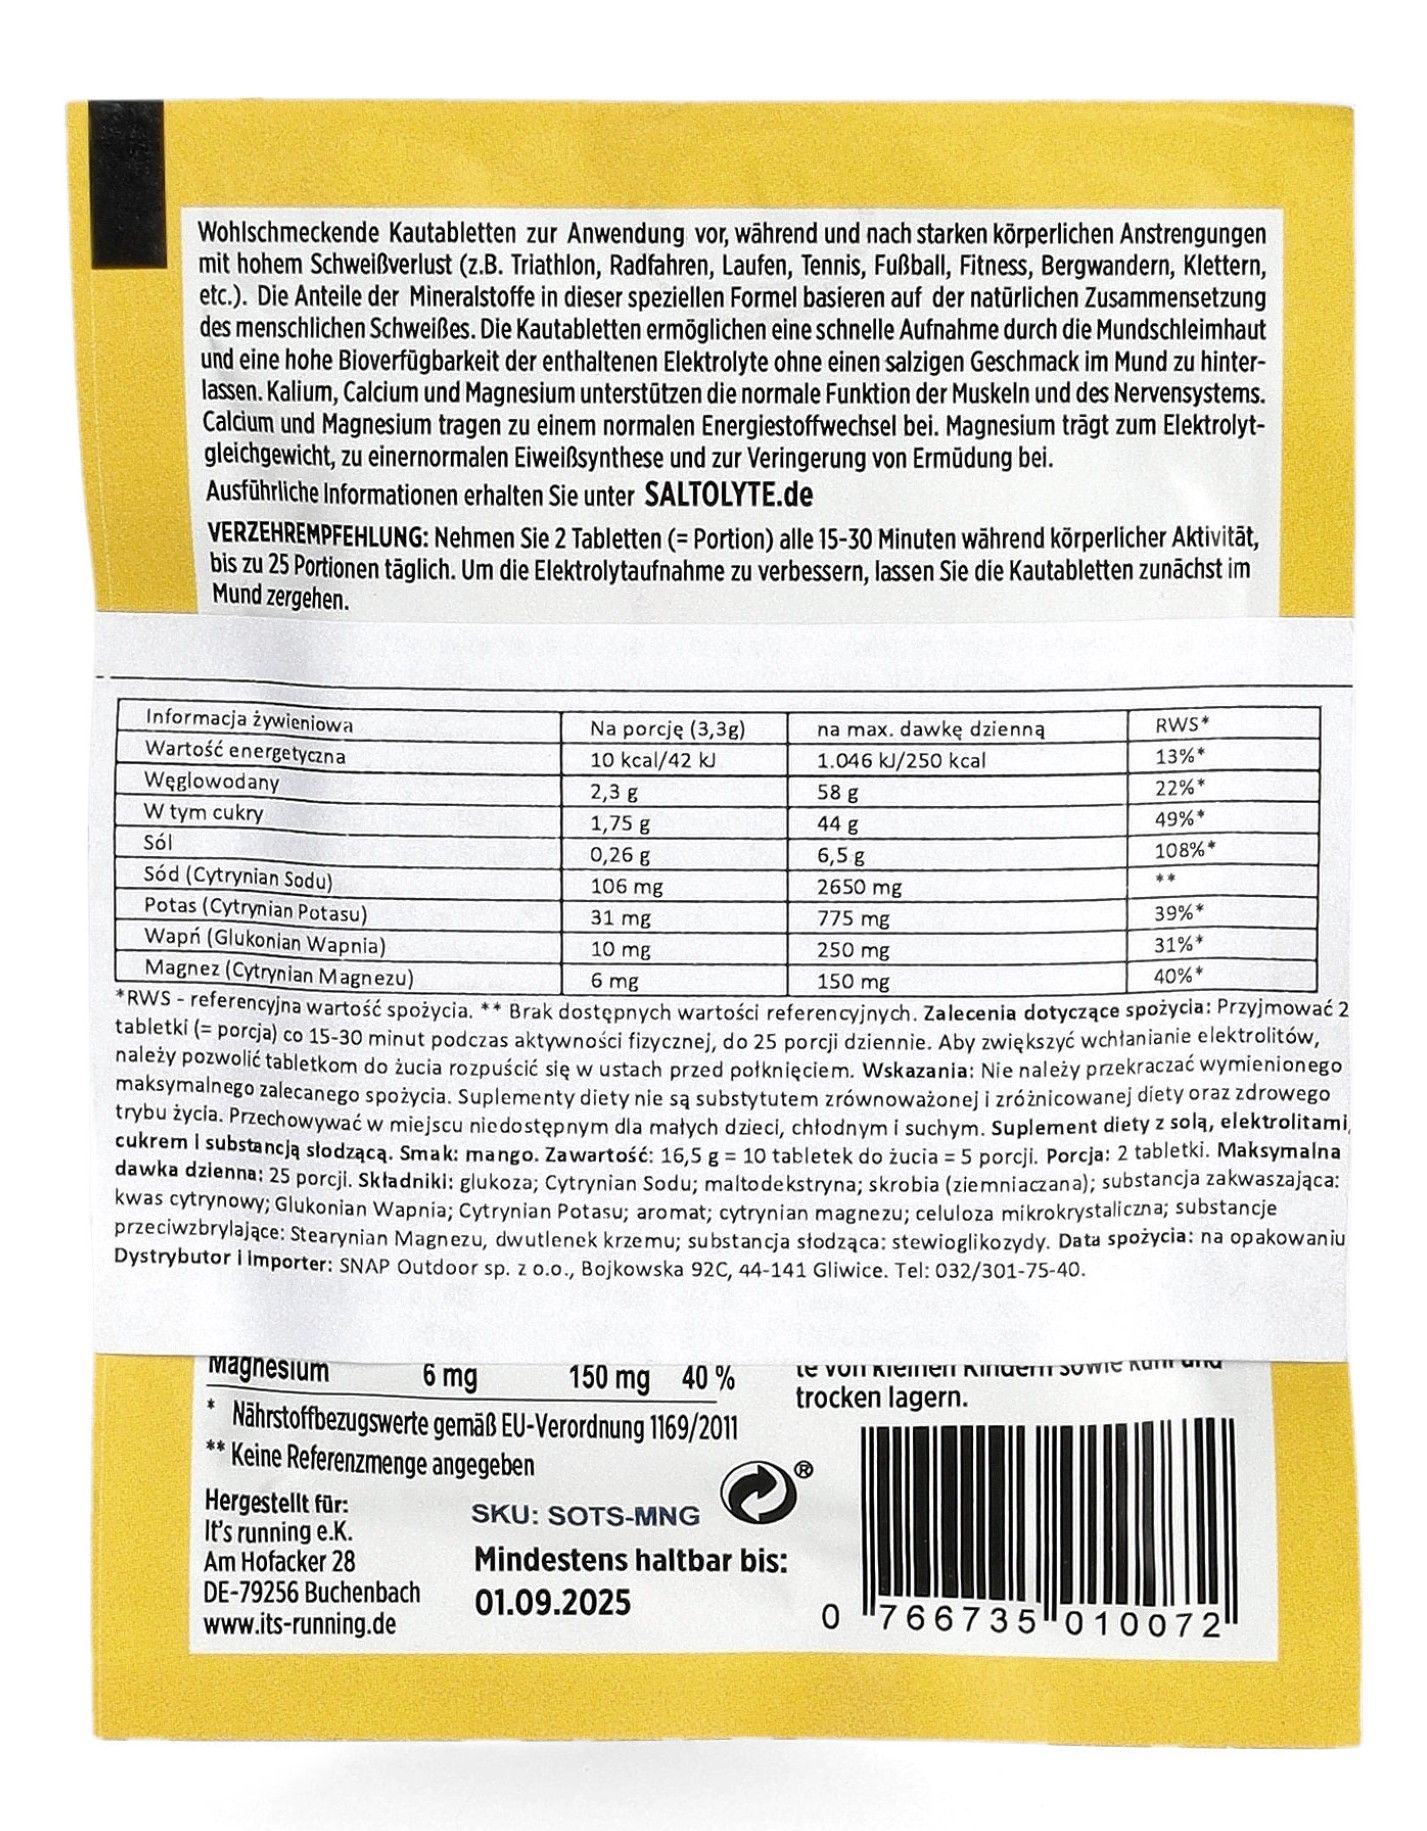 Wohlschmeckende Kautabletten zur Anwendung vor, während und nach starken körperlichen Anstrengungen
mit hohem Schweißverlust (z.B. Triathlon, Radfahren, Laufen, Tennis, Fußball, Fitness, Bergwandern, Klettern,
etc.). Die Anteile der Mineralstoffe in dieser speziellen Formel basieren auf der natürlichen Zusammensetzung
des menschlichen Schweißes. Die Kautabletten ermöglichen eine schnelle Aufnahme durch die Mundschleimhaut
und eine hohe Bioverfügbarkeit der enthaltenen Elektrolyte ohne einen salzigen Geschmack im Mund zu hinter-
lassen. Kalium, Calcium und Magnesium unterstützen die normale Funktion der Muskeln und des Nervensystems.
Calcium und Magnesium tragen zu einem normalen Energiestoffwechsel bei. Magnesium trägt zum Elektrolyt-
gleichgewicht, zu einernormalen Eiweißsynthese und zur Veringerung von Ermüdung bei.
Ausführliche Informationen erhalten Sie unter SALTOLYTE.de
VERZEHREMPFEHLUNG: Nehmen Sie 2 Tabletten (= Portion) alle 15-30 Minuten während körperlicher Aktivität,
bis zu 25 Portionen täglich. Um die Elektrolytaufnahme zu verbessern, lassen Sie die Kautabletten zunächst im
Mund zergehen.
Informacja żywieniowa Na porcję (3,3g) na max. dawkę dzienną RWS*
Wartość energetyczna 10 kcal/42 kJ 1.046 kJ/250 kcal 13%*
Węglowodany 2,3 g 58 g 22%*
W tym cukry 1,75 g 44 g 49%*
Sól 0,26 g 6,5 g 108%*
Sód (Cytrynian Sodu) 106 mg 2650 mg **
Potas (Cytrynian Potasu) 31 mg 775 mg 39%*
Wapń (Glukonian Wapnia) 10 mg 250 mg 31%*
Magnez (Cytrynian Magnezu) 6 mg 150 mg 40%*
*RWS - referencyjna wartość spożycia. ** Brak dostępnych wartości referencyjnych. Zalecenia dotyczące spożycia: Przyjmować 2
tabletki (= porcja) co 15-30 minut podczas aktywności fizycznej, do 25 porcji dziennie. Aby zwiększyć wchłanianie elektrolitów,
należy pozwolić tabletkom do żucia rozpuścić się w ustach przed połknięciem. Wskazania: Nie należy przekraczać wymienionego
maksymalnego zalecanego spożycia. Suplementy diety nie są substytutem zrównoważonej i zróżnicowanej diety oraz zdrowego
trybu życia. Przechowywać w miejscu niedostępnym dla małych dzieci, chłodnym i suchym. Suplement diety z solą, elektrolitami,
cukrem i substancją słodzącą. Smak: mango. Zawartość: 16,5 g = 10 tabletek do żucia = 5 porcji. Porcja: 2 tabletki. Maksymalna
dawka dzienna: 25 porcji. Składniki: glukoza; Cytrynian Sodu; maltodekstryna; skrobia (ziemniaczana); substancja zakwaszająca:
kwas cytrynowy; Glukonian Wapnia; Cytrynian Potasu; aromat; cytrynian magnezu; celuloza mikrokrystaliczna; substancje
przeciwzbrylające: Stearynian Magnezu, dwutlenek krzemu; substancja słodząca: stewioglikozydy. Data spożycia: na opakowaniu
Dystrybutor i Importer: SNAP Outdoor sp. z o.o., Bojkowska 92C, 44-141 Gliwice. Tel: 032/301-75-40.
Magnesium 6 mg 150 mg 40 %
* Nährstoffbezugswerte gemäß EU-Verordnung 1169/2011
** Keine Referenzmenge angegeben
te von kleinen Kindern sowie kühl und
trocken lagern.
Hergestellt für:
It's running e.K.
Am Hofacker 28
DE-79256 Buchenbach
www.its-running.de
SKU: SOTS-MNG
®
Mindestens haltbar bis:
01.09.2025
0 766735 010072